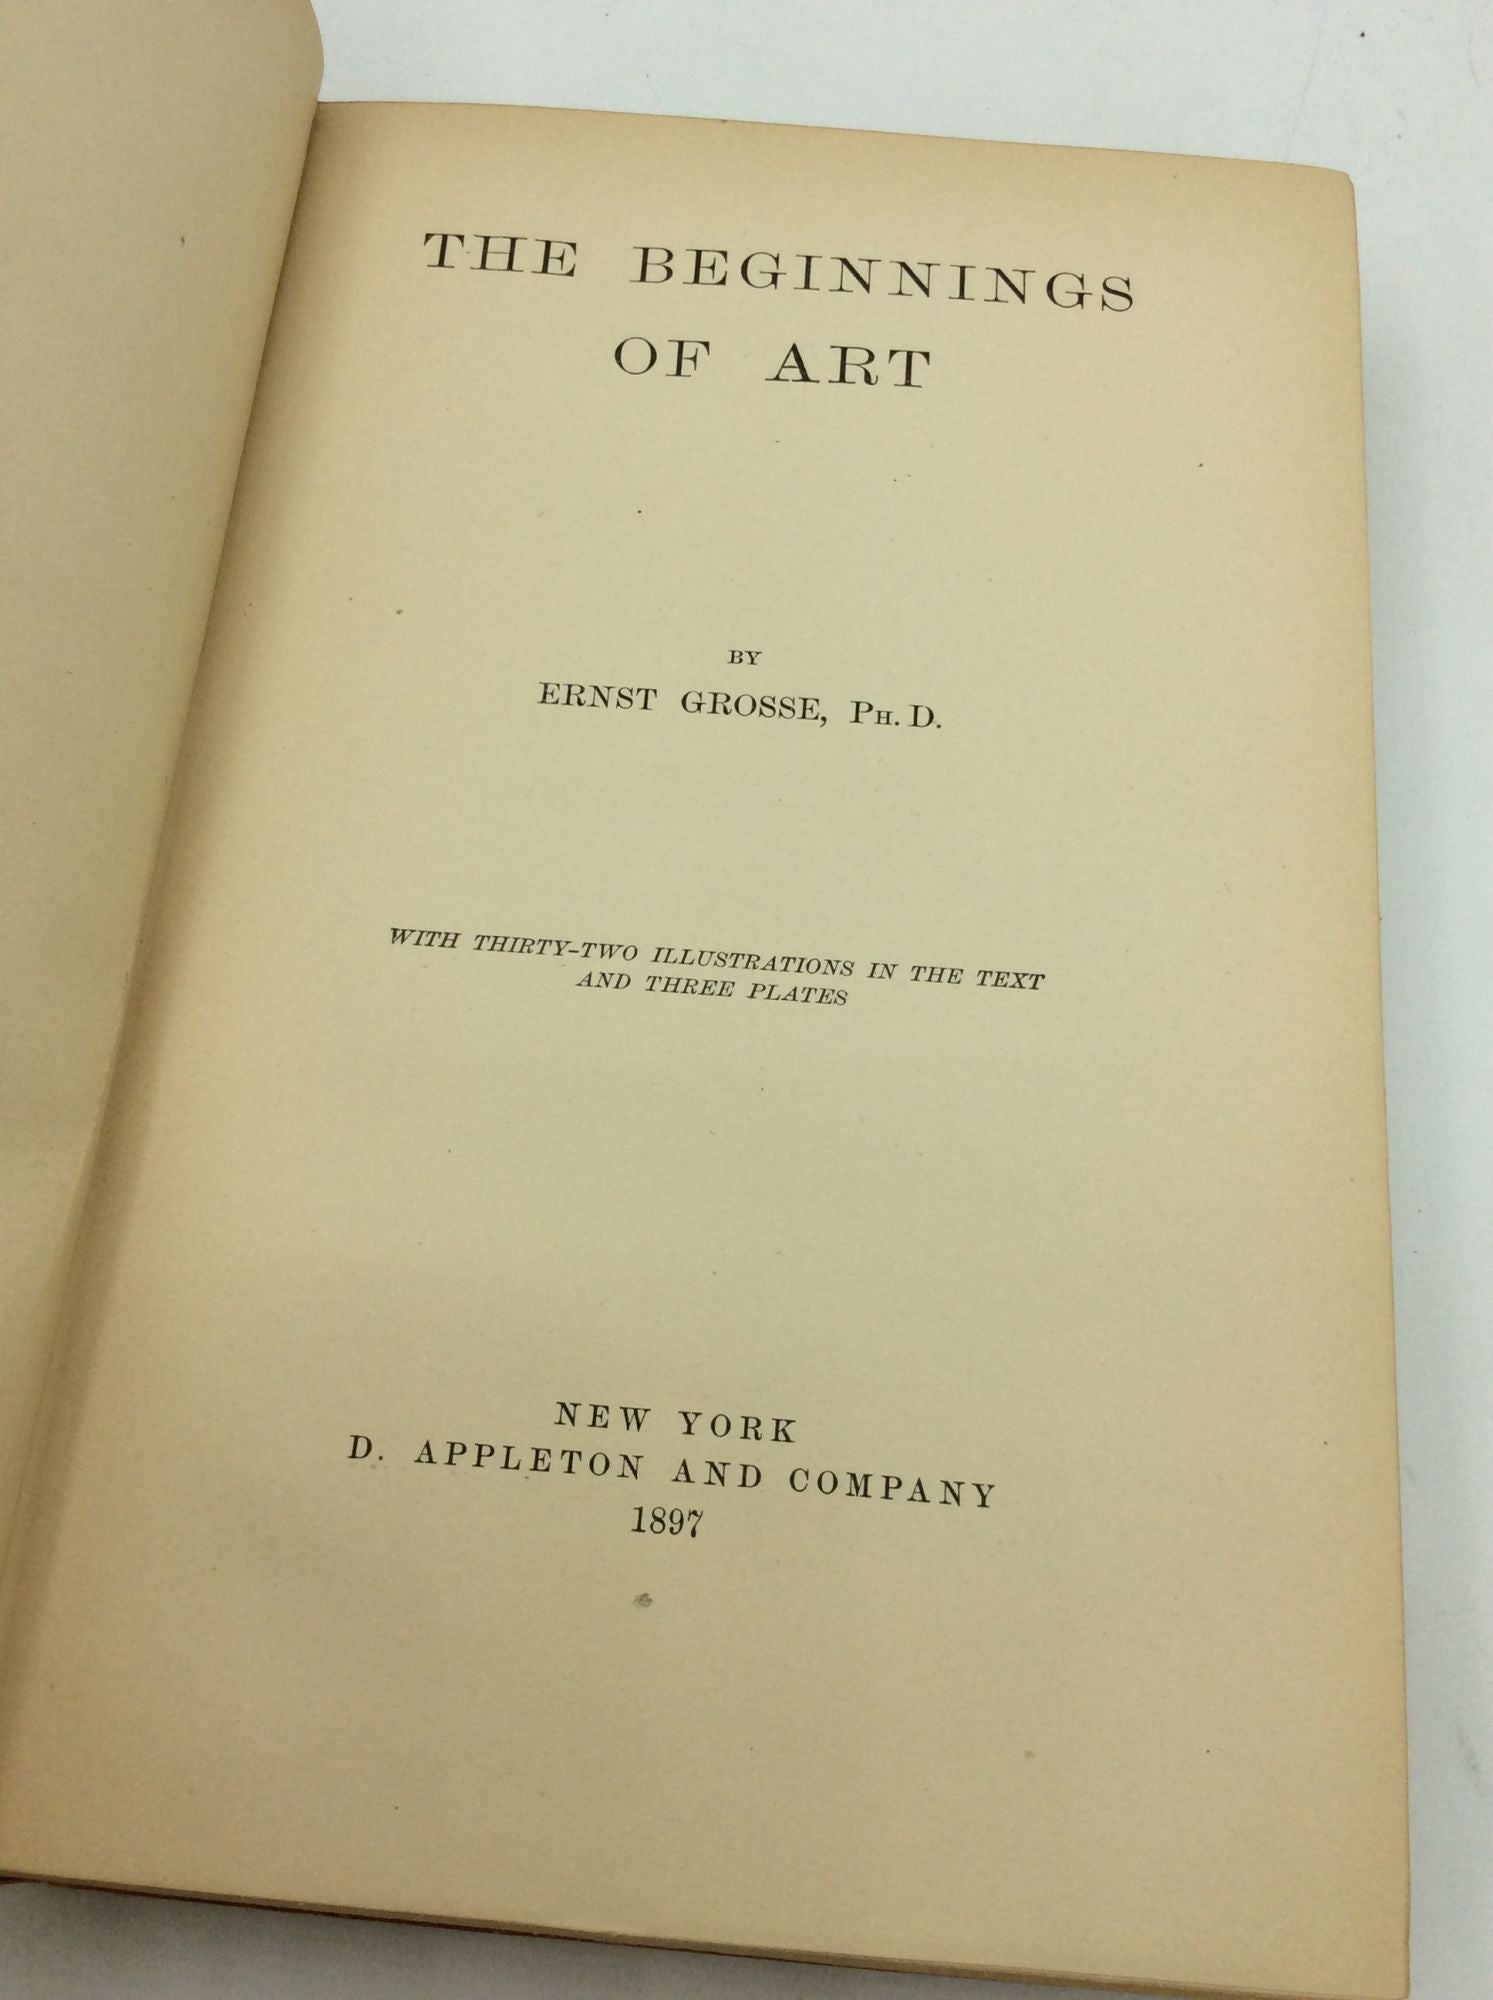 THE BEGINNINGS
OF ART
BY
ERNST GROSSE, PH. D.
WITH THIRTY-TWO ILLUSTRATIONS IN THE TEXT
AND THREE PLATES
NEW YORK
D. APPLETON AND COMPANY
1897